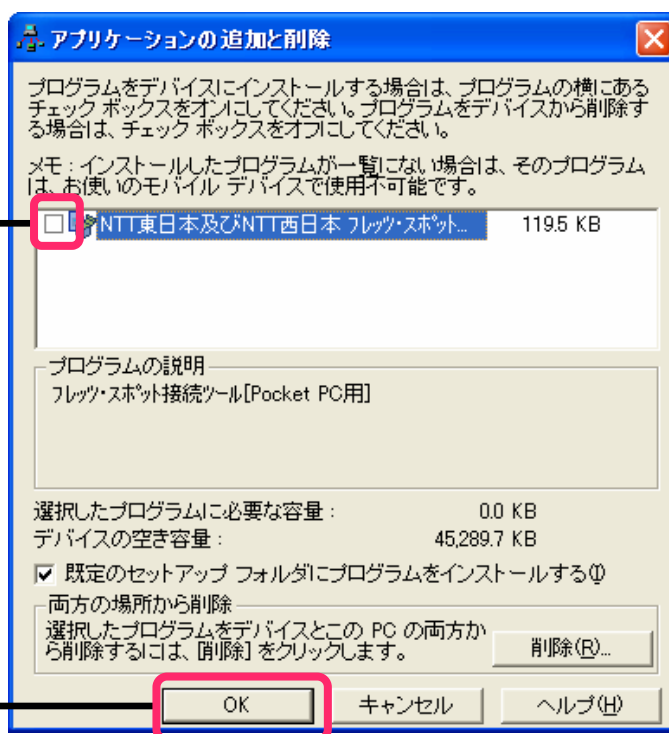 アプリケーションの追加と削除
プログラムをデバイスにインストールする場合は、プログラムの横にある
チェック ボックスをオンにしてください。プログラムをデバイスから削除す
る場合は、チェック ボックスをオフにしてください。
メモ : インストールしたプログラムが一覧にない場合は、そのプログラム
は、お使いのモバイル デバイスで使用不可能です。
NTT東日本及びNTT西日本 フレッツ・スポット... 119.5 KB
プログラムの説明
フレッツ・スポット接続ツール[Pocket PC用]
選択したプログラムに必要な容量 : 0.0 KB
デバイスの空き容量 : 45,289.7 KB
既定のセットアップ フォルダにプログラムをインストールする(I)
両方の場所から削除
選択したプログラムをデバイスとこの PC の両方か
ら削除するには、[削除] をクリックします。
削除(R)...
OK キャンセル ヘルプ(H)